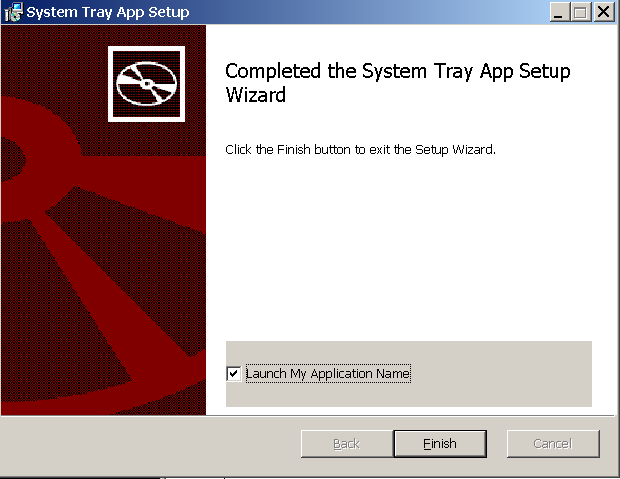 System Tray App Setup
Completed the System Tray App Setup
Wizard
Click the Finish button to exit the Setup Wizard.
Launch My Application Name
Back
Finish
Cancel